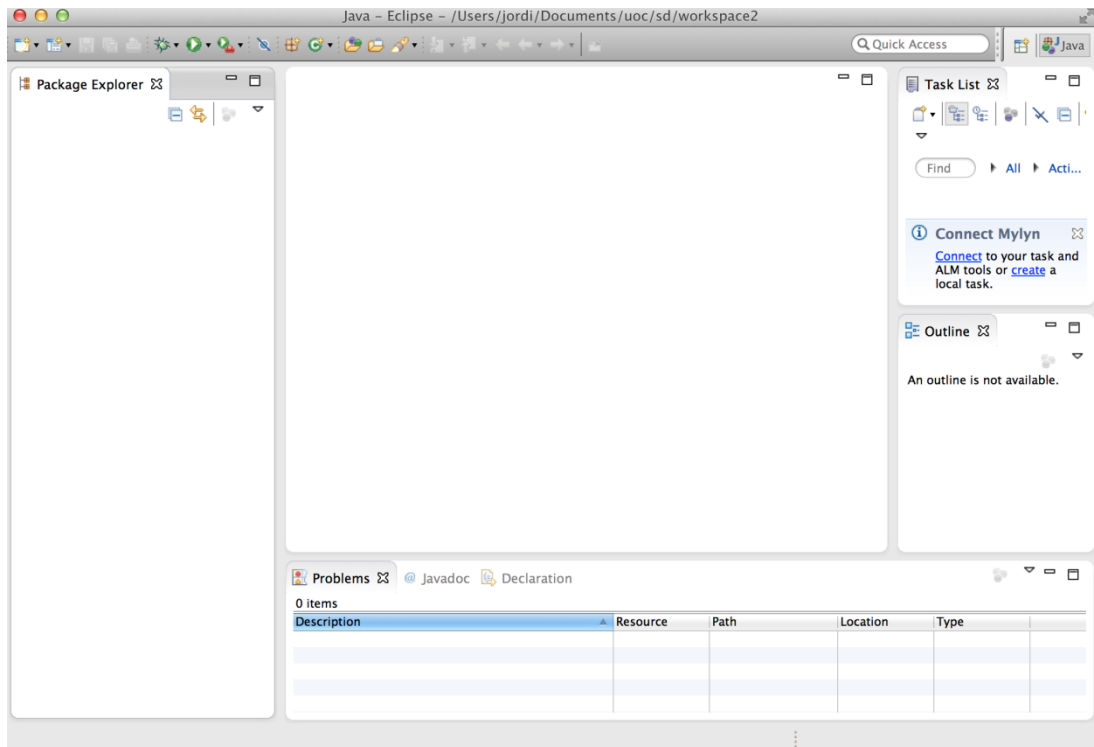 Java – Eclipse – /Users/jordi/Documents/uoc/sd/workspace2
Quick Access
Java
Package Explorer
Task List
Find
All
Acti...
Connect Mylyn
Connect to your task and
ALM tools or create a
local task.
Outline
An outline is not available.
Problems
@ Javadoc
Declaration
0 items
Description
Resource
Path
Location
Type